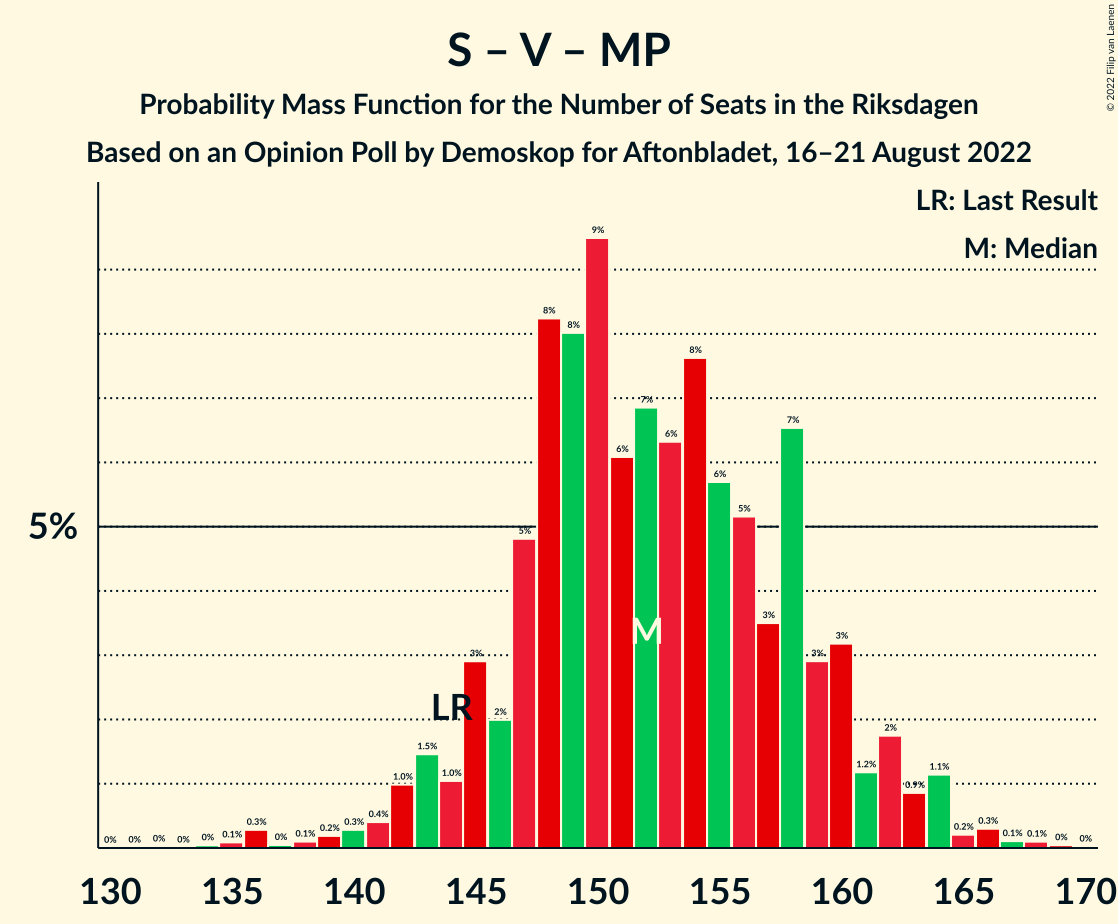 © 2022 Filip van Laenen
S – V – MP
Probability Mass Function for the Number of Seats in the Riksdagen
Based on an Opinion Poll by Demoskop for Aftonbladet, 16–21 August 2022
LR: Last Result
M: Median
5%
0% 0% 0% 0% 0% 0.1% 0.3% 0% 0.1% 0.2% 0.3% 0.4% 1.0% 1.5% 1.0% 3% 2% 5% 8% 8% 9% 6% 7% 6% 8% 6% 5% 3% 7% 3% 3% 1.2% 2% 0.9% 1.1% 0.2% 0.3% 0.1% 0.1% 0% 0%
LR
M
130 135 140 145 150 155 160 165 170